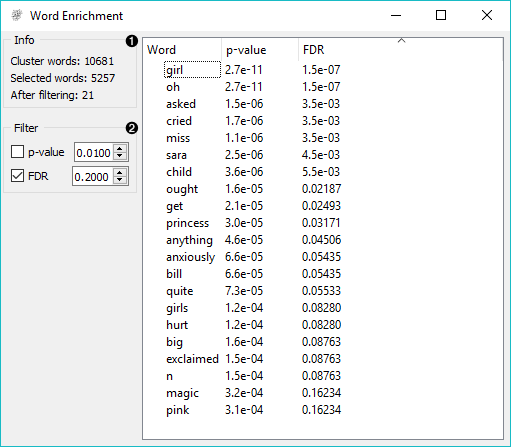 Word Enrichment
Info
1
Cluster words: 10681
Selected words: 5257
After filtering: 21
Filter
2
p-value 0.0100
FDR 0.2000
Word p-value FDR
girl 2.7e-11 1.5e-07
oh 2.7e-11 1.5e-07
asked 1.5e-06 3.5e-03
cried 1.7e-06 3.5e-03
miss 1.1e-06 3.5e-03
sara 2.5e-06 4.5e-03
child 3.6e-06 5.5e-03
ought 1.6e-05 0.02187
get 2.1e-05 0.02493
princess 3.0e-05 0.03171
anything 4.6e-05 0.04506
anxiously 6.6e-05 0.05435
bill 6.6e-05 0.05435
quite 7.3e-05 0.05533
girls 1.2e-04 0.08280
hurt 1.2e-04 0.08280
big 1.6e-04 0.08763
exclaimed 1.5e-04 0.08763
n 1.5e-04 0.08763
magic 3.2e-04 0.16234
pink 3.1e-04 0.16234